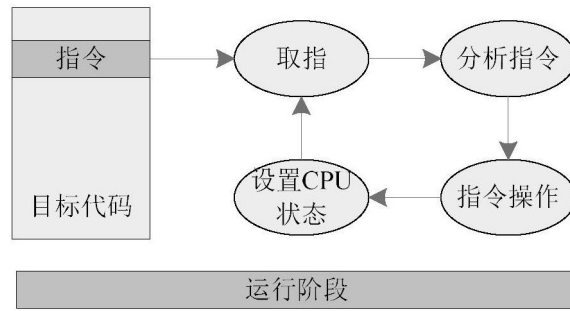 指令
取指
分析指令
目标代码
设置CPU
状态
指令操作
运行阶段